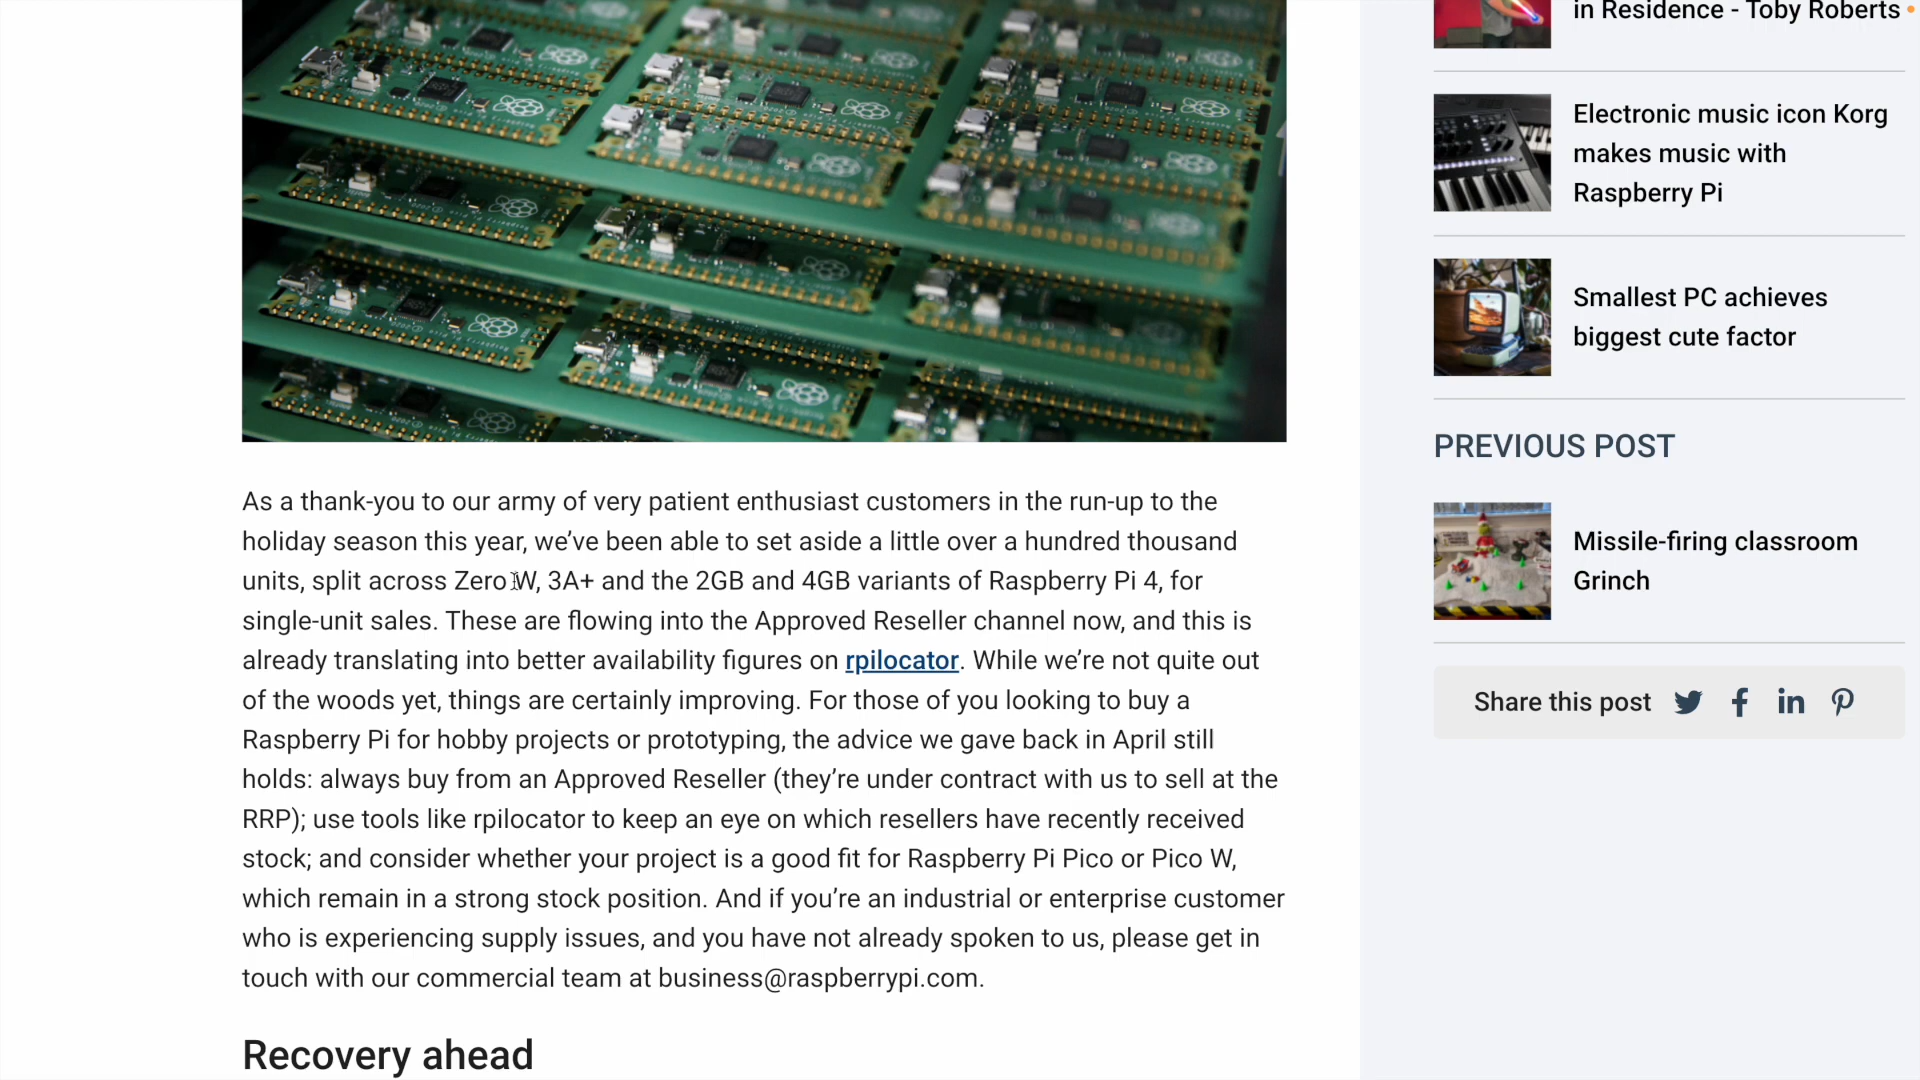 As a thank-you to our army of very patient enthusiast customers in the run-up to the
holiday season this year, we’ve been able to set aside a little over a hundred thousand
units, split across Zero W, 3A+ and the 2GB and 4GB variants of Raspberry Pi 4, for
single-unit sales. These are flowing into the Approved Reseller channel now, and this is
already translating into better availability figures on rpilocator. While we’re not quite out
of the woods yet, things are certainly improving. For those of you looking to buy a
Raspberry Pi for hobby projects or prototyping, the advice we gave back in April still
holds: always buy from an Approved Reseller (they’re under contract with us to sell at the
RRP); use tools like rpilocator to keep an eye on which resellers have recently received
stock; and consider whether your project is a good fit for Raspberry Pi Pico or Pico W,
which remain in a strong stock position. And if you’re an industrial or enterprise customer
who is experiencing supply issues, and you have not already spoken to us, please get in
touch with our commercial team at business@raspberrypi.com.
Recovery ahead
in Residence - Toby Roberts
Electronic music icon Korg
makes music with
Raspberry Pi
Smallest PC achieves
biggest cute factor
PREVIOUS POST
Missile-firing classroom
Grinch
Share this post